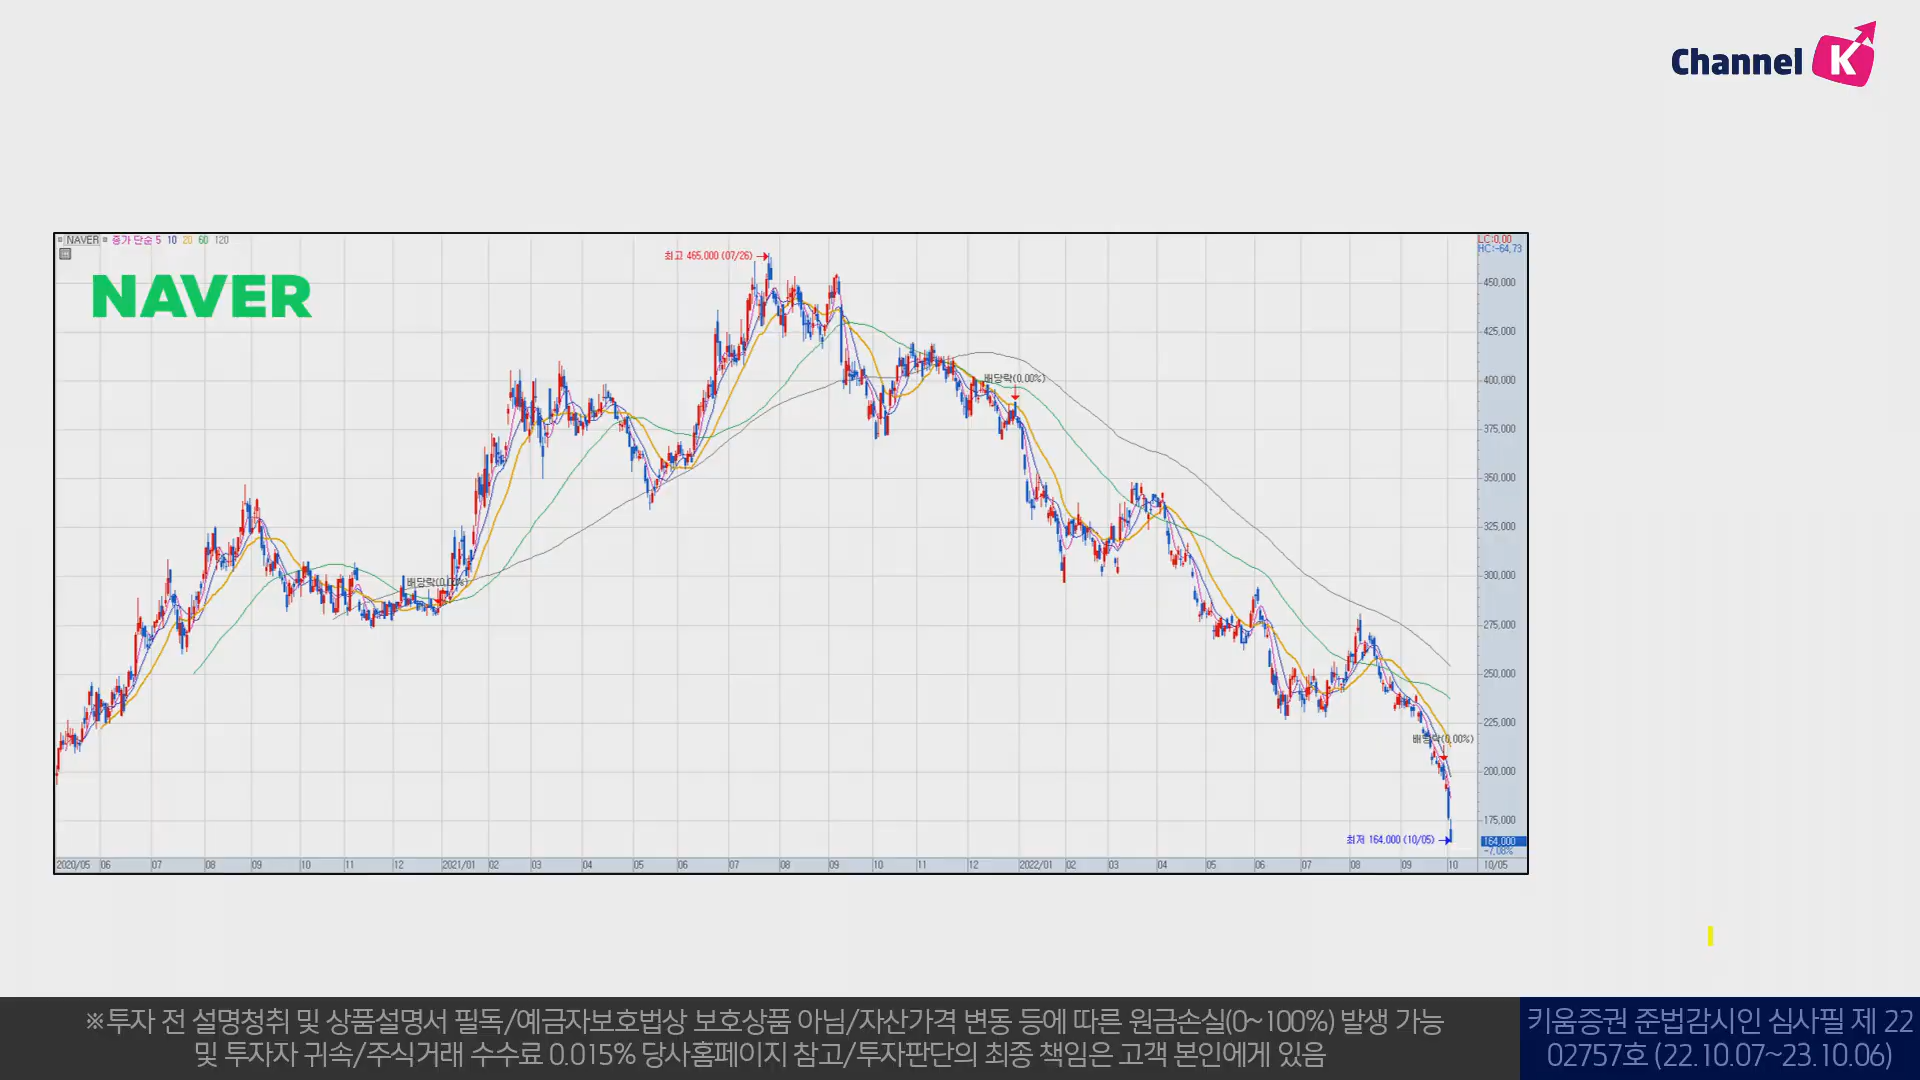 Channel K
NAVER 종가 단순 5 10 20 60 120
LC:0.00
HC:-64.73
NAVER
최고 465,000 (07/26)
450,000
425,000
배당락(0.00%)
400,000
375,000
350,000
325,000
배당락(0.00%)
300,000
275,000
250,000
225,000
배당락(0.00%)
200,000
175,000
최저 164,000 (10/05)
164,000
-7.08%
2020/05 06 07 08 09 10 11 12 2021/01 02 03 04 05 06 07 08 09 10 11 12 2022/01 02 03 04 05 06 07 08 09 10 10/05
※투자 전 설명청취 및 상품설명서 필독/예금자보호법상 보호상품 아님/자산가격 변동 등에 따른 원금손실(0~100%) 발생 가능
및 투자자 귀속/주식거래 수수료 0.015% 당사홈페이지 참고/투자판단의 최종 책임은 고객 본인에게 있음
키움증권 준법감시인 심사필 제 22
02757호 (22.10.07~23.10.06)